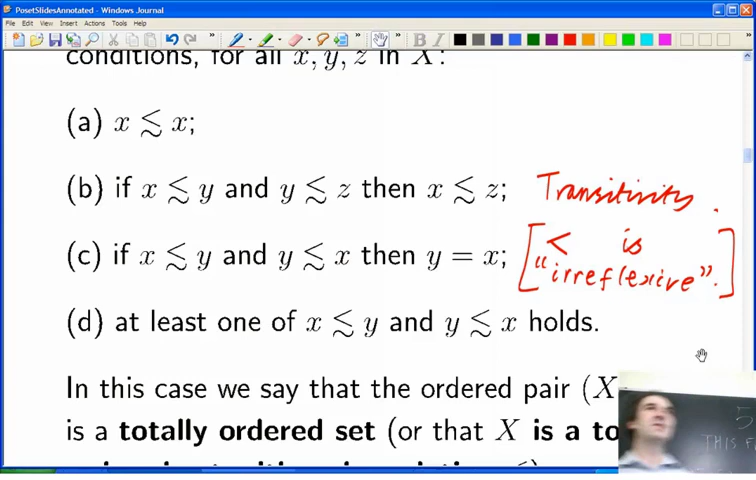 PosetSlidesAnnotated - Windows Journal
File Edit View Insert Actions Tools Help
B I
conditions, for all x, y, z in X:
(a) x ≲ x;
(b) if x ≲ y and y ≲ z then x ≲ z; Transitivity.
(c) if x ≲ y and y ≲ x then y = x; [< is
"irreflexive".]
(d) at least one of x ≲ y and y ≲ x holds.
In this case we say that the ordered pair (X
is a totally ordered set (or that X is a to
5
THIS F